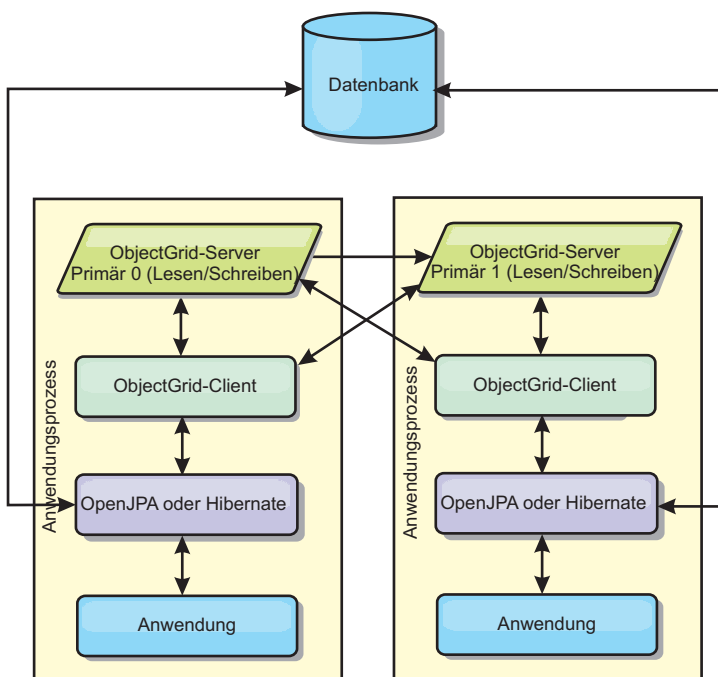 Datenbank
ObjectGrid-Server
Primär 0 (Lesen/Schreiben)
ObjectGrid-Client
OpenJPA oder Hibernate
Anwendung
Anwendungsprozess
ObjectGrid-Server
Primär 1 (Lesen/Schreiben)
ObjectGrid-Client
OpenJPA oder Hibernate
Anwendung
Anwendungsprozess